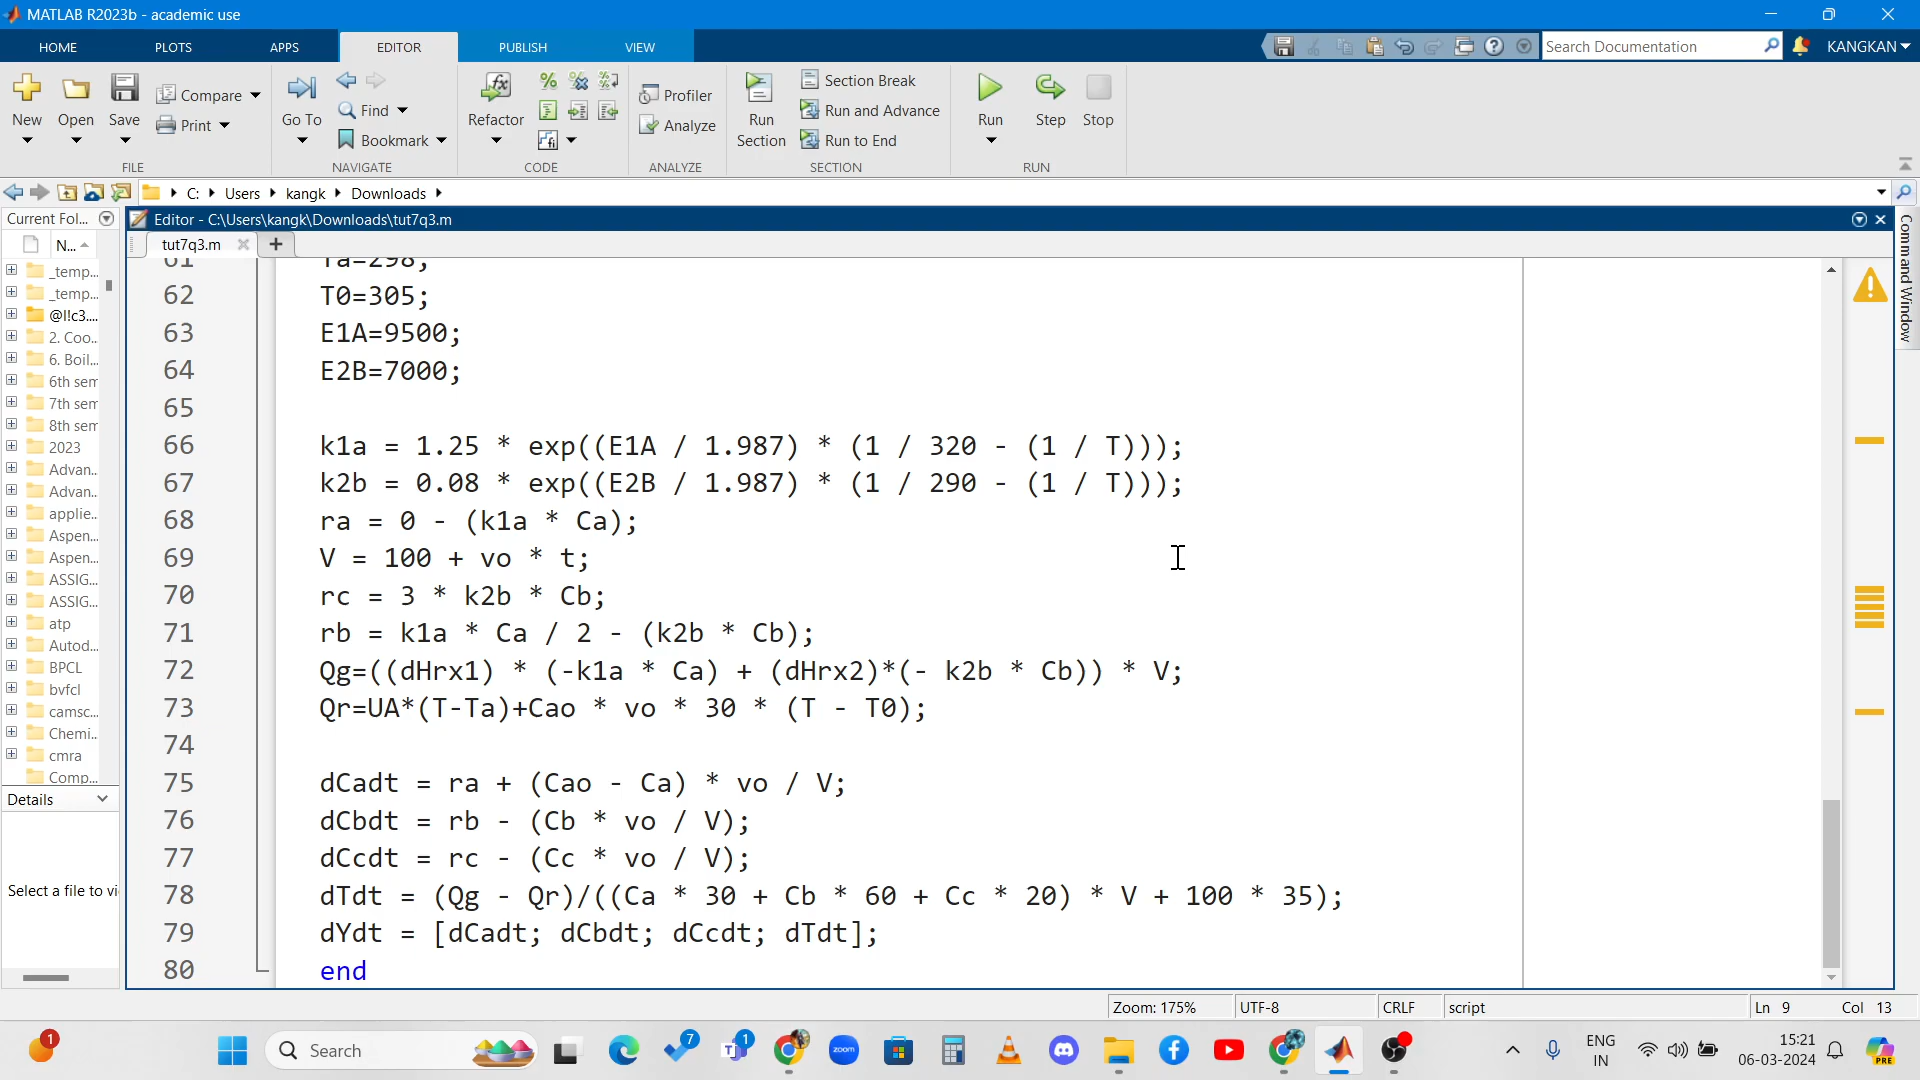 MATLAB R2023b - academic use
HOME PLOTS APPS EDITOR PUBLISH VIEW
Search Documentation
KANGKAN
New Open Save Compare Print
FILE
Go To Find Bookmark
NAVIGATE
Refactor
CODE
Profiler Analyze
ANALYZE
Run Section
Section Break
Run and Advance
Run to End
SECTION
Run Step Stop
RUN
C: Users kangk Downloads
Current Fol...
Editor - C:\Users\kangk\Downloads\tut7q3.m
Command Window
tut7q3.m
N...
_temp...
_temp...
@I!c3....
2. Coo...
6. Boil...
6th sem
7th sem
8th sem
2023
Advan...
Advan...
applie...
Aspen...
Aspen...
ASSIG...
ASSIG...
atp
Autod...
BPCL
bvfcl
camsc...
Chemi...
cmra
Comp...
Details
Select a file to vi
61 Ta=298;
62 T0=305;
63 E1A=9500;
64 E2B=7000;
65
66 k1a = 1.25 * exp((E1A / 1.987) * (1 / 320 - (1 / T)));
67 k2b = 0.08 * exp((E2B / 1.987) * (1 / 290 - (1 / T)));
68 ra = 0 - (k1a * Ca);
69 V = 100 + vo * t;
70 rc = 3 * k2b * Cb;
71 rb = k1a * Ca / 2 - (k2b * Cb);
72 Qg=((dHrx1) * (-k1a * Ca) + (dHrx2)*(- k2b * Cb)) * V;
73 Qr=UA*(T-Ta)+Cao * vo * 30 * (T - T0);
74
75 dCadt = ra + (Cao - Ca) * vo / V;
76 dCbdt = rb - (Cb * vo / V);
77 dCcdt = rc - (Cc * vo / V);
78 dTdt = (Qg - Qr)/((Ca * 30 + Cb * 60 + Cc * 20) * V + 100 * 35);
79 dYdt = [dCadt; dCbdt; dCcdt; dTdt];
80 end
Zoom: 175% UTF-8 CRLF script Ln 9 Col 13
1
Search
7
1
zoom
ENG
IN
15:21
06-03-2024
PRE